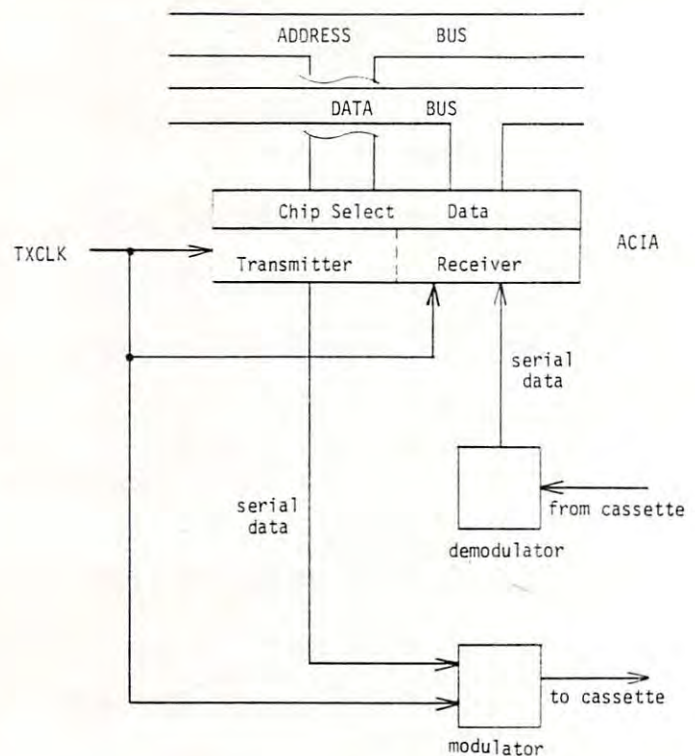 ADDRESS BUS
DATA BUS
Chip Select Data
TXCLK
ACIA
Transmitter Receiver
serial
data
from cassette
serial
data
demodulator
to cassette
modulator